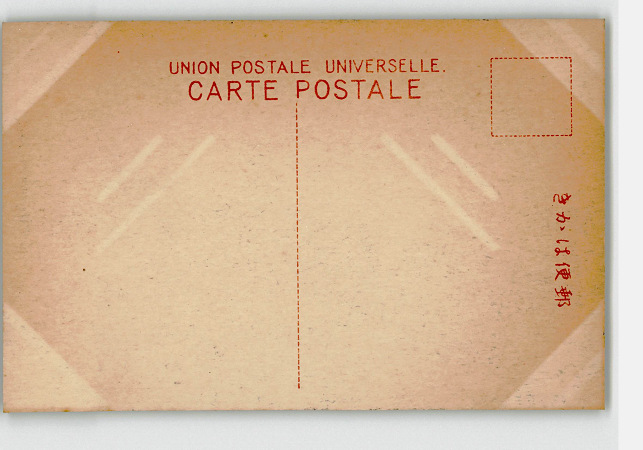 UNION POSTALE UNIVERSELLE.
CARTE POSTALE
きかは便郵